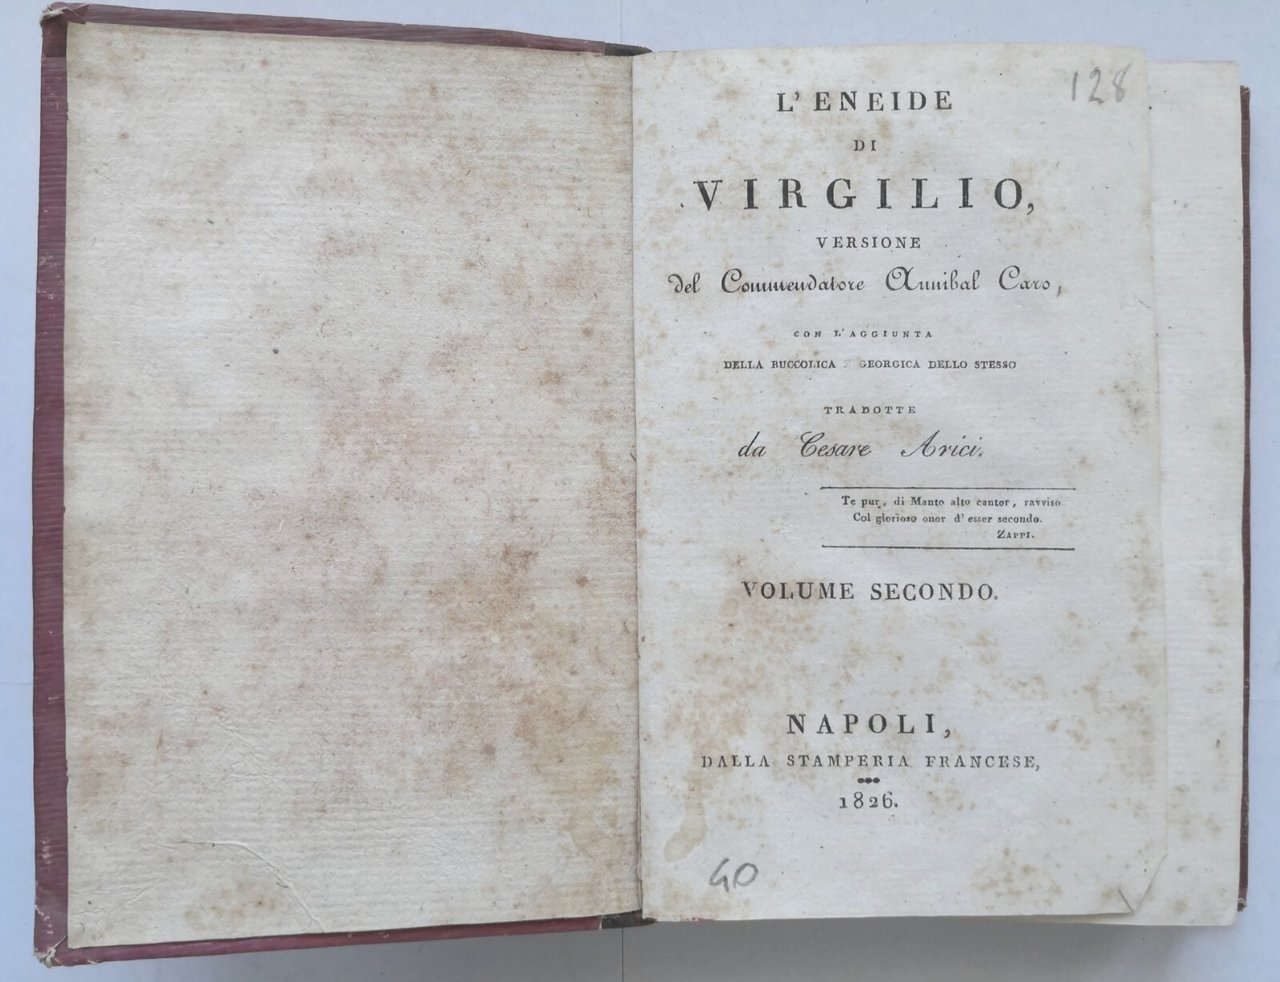 128
L'ENEIDE
DI
VIRGILIO,
VERSIONE
del Commendatore Annibal Caro,
CON L'AGGIUNTA
DELLA BUCCOLICA E GEORGICA DELLO STESSO
TRADOTTE
da Cesare Arici.
Te pur, di Manto alto cantor, ravviso
Col glorioso onor d'esser secondo.
ZAPPI.
VOLUME SECONDO.
NAPOLI,
DALLA STAMPERIA FRANCESE,
1826.
40